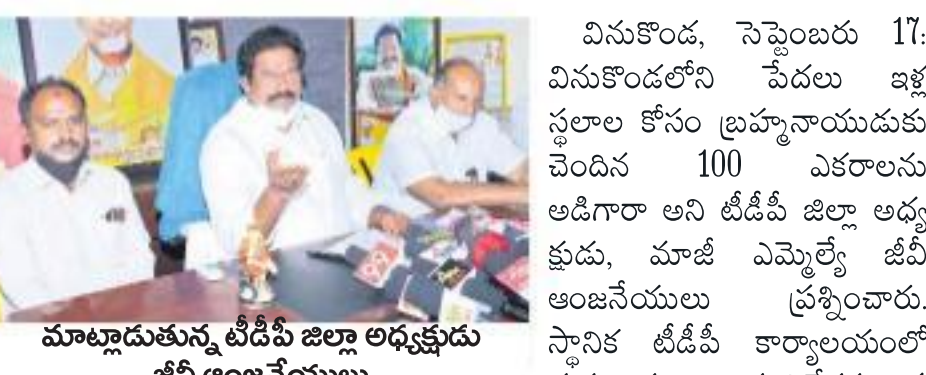 మాట్లాడుతున్న టీడీపీ జిల్లా అధ్యక్షుడు
జీవీ ఆంజనేయులు
వినుకొండ, సెప్టెంబరు 17:
వినుకొండలోని పేదలు ఇళ్ల
స్థలాల కోసం బ్రహ్మనాయుడుకు
చెందిన 100 ఎకరాలను
అడిగారా అని టీడీపీ జిల్లా అధ్య
క్షుడు, మాజీ ఎమ్మెల్యే జీవీ
ఆంజనేయులు ప్రశ్నించారు.
స్థానిక టీడీపీ కార్యాలయంలో